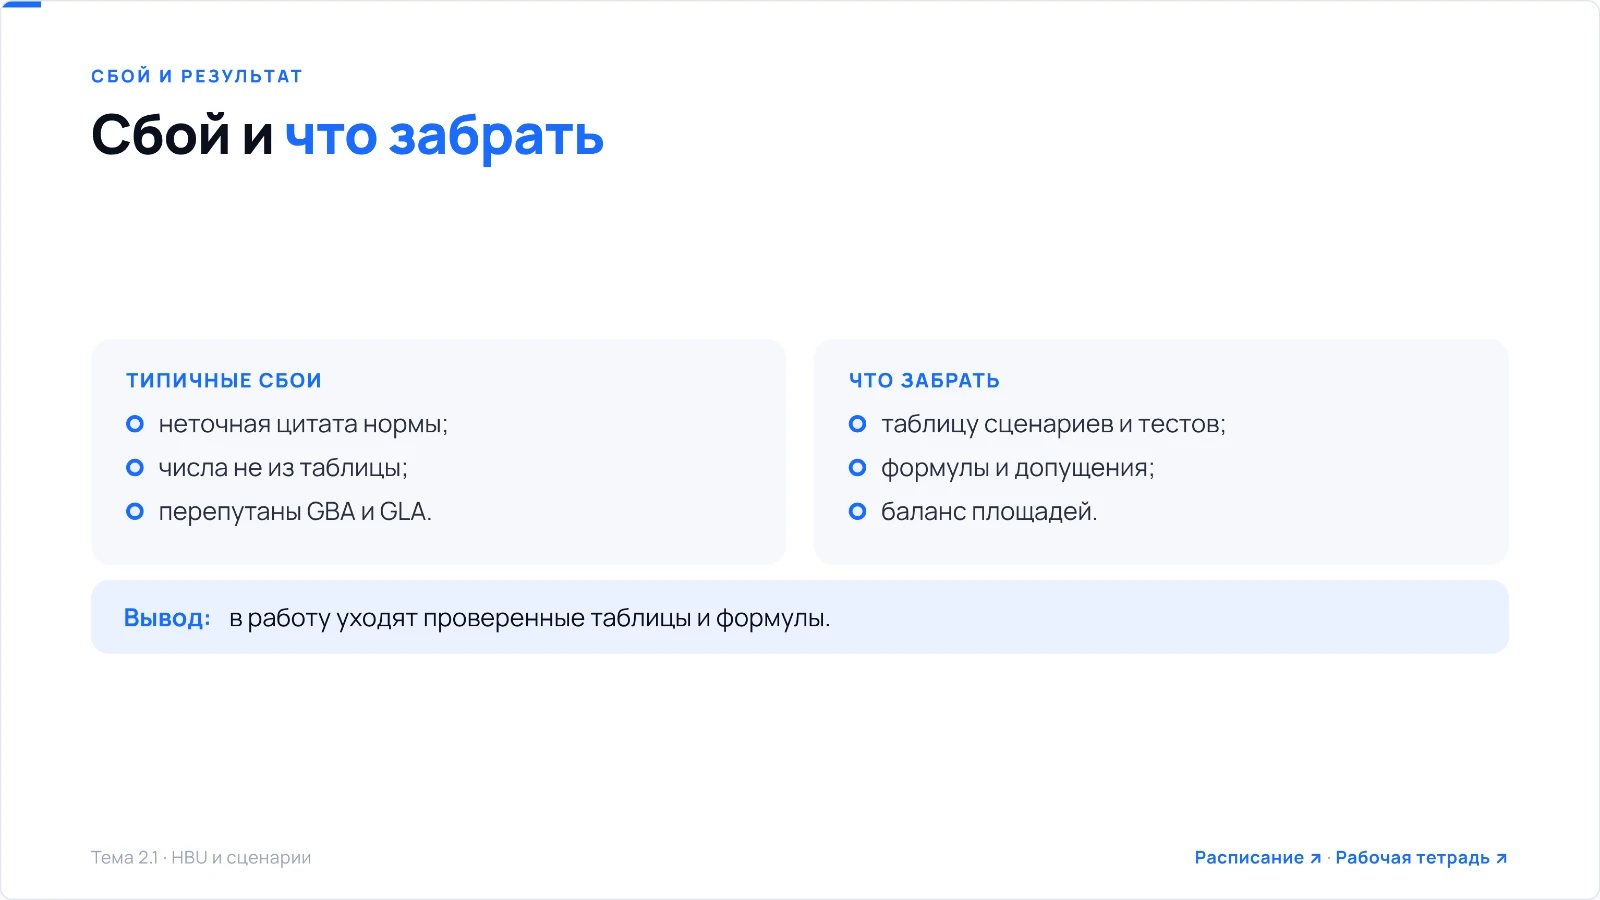 СБОЙ И РЕЗУЛЬТАТ
Сбой и что забрать
ТИПИЧНЫЕ СБОИ
неточная цитата нормы;
числа не из таблицы;
перепутаны GBA и GLA.
ЧТО ЗАБРАТЬ
таблицу сценариев и тестов;
формулы и допущения;
баланс площадей.
Вывод: в работу уходят проверенные таблицы и формулы.
Тема 2.1 · HBU и сценарии
Расписание ↗ · Рабочая тетрадь ↗